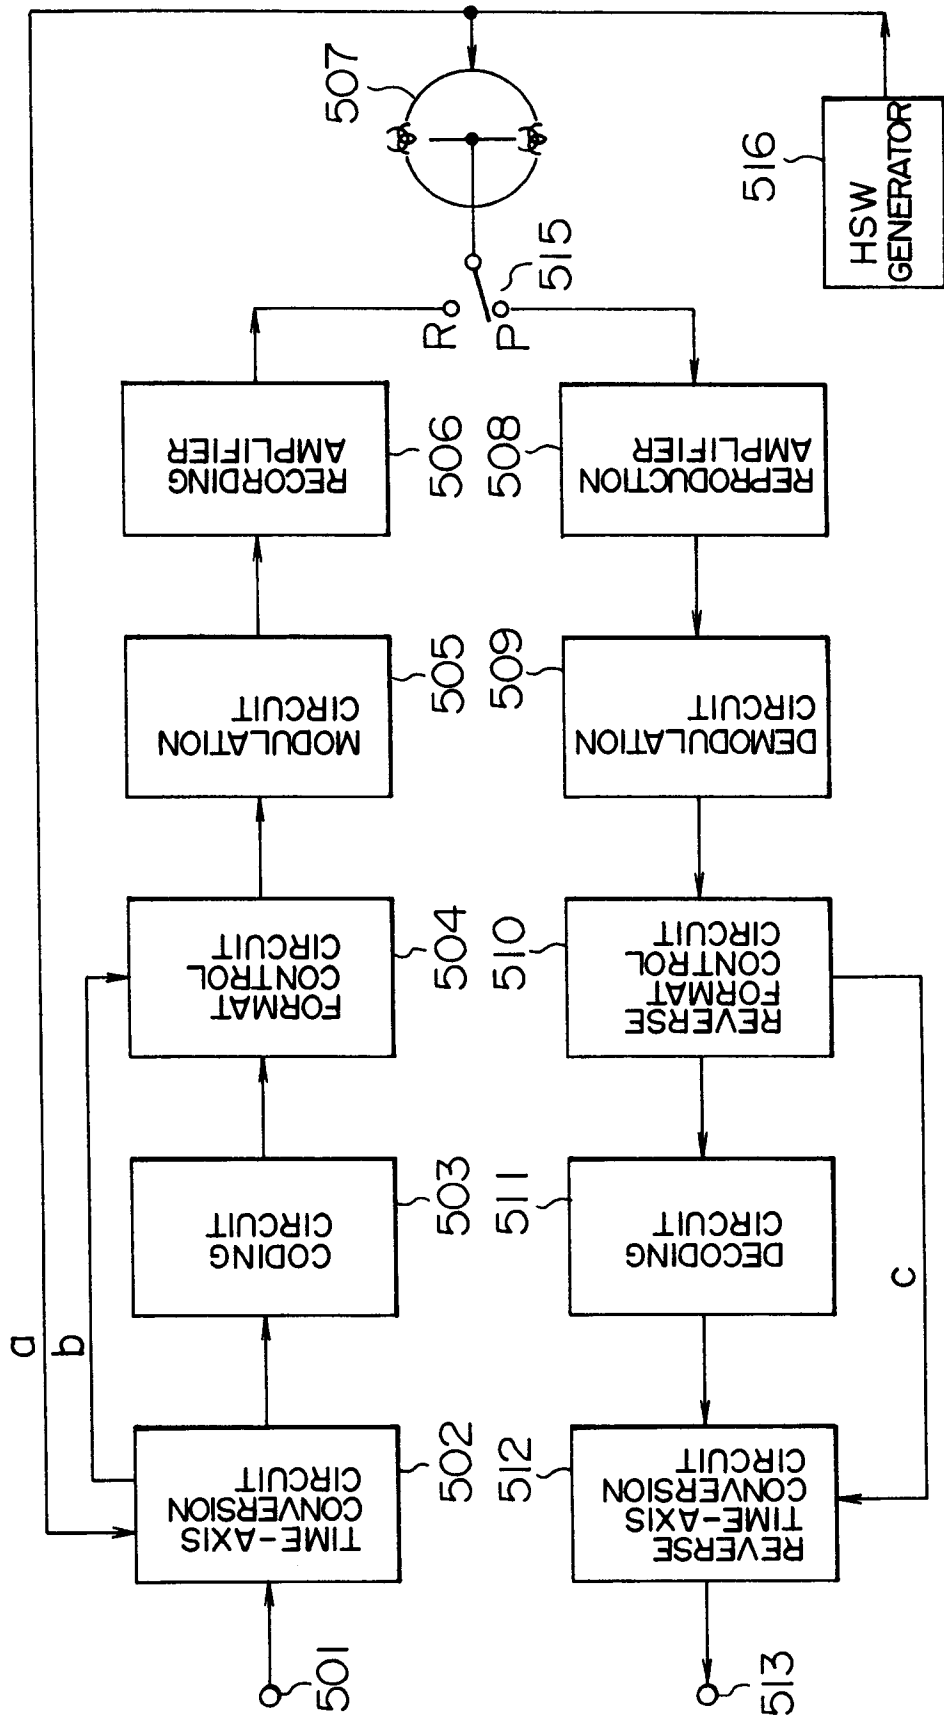 a
b
501
TIME-AXIS
CONVERSION
CIRCUIT
502
CODING
CIRCUIT
503
FORMAT
CONTROL
CIRCUIT
504
MODULATION
CIRCUIT
505
RECORDING
AMPLIFIER
506
R
P
515
507
HSW
GENERATOR
516
REPRODUCTION
AMPLIFIER
508
DEMODULATION
CIRCUIT
509
REVERSE
FORMAT
CONTROL
CIRCUIT
510
DECODING
CIRCUIT
511
REVERSE
TIME-AXIS
CONVERSION
CIRCUIT
512
c
513